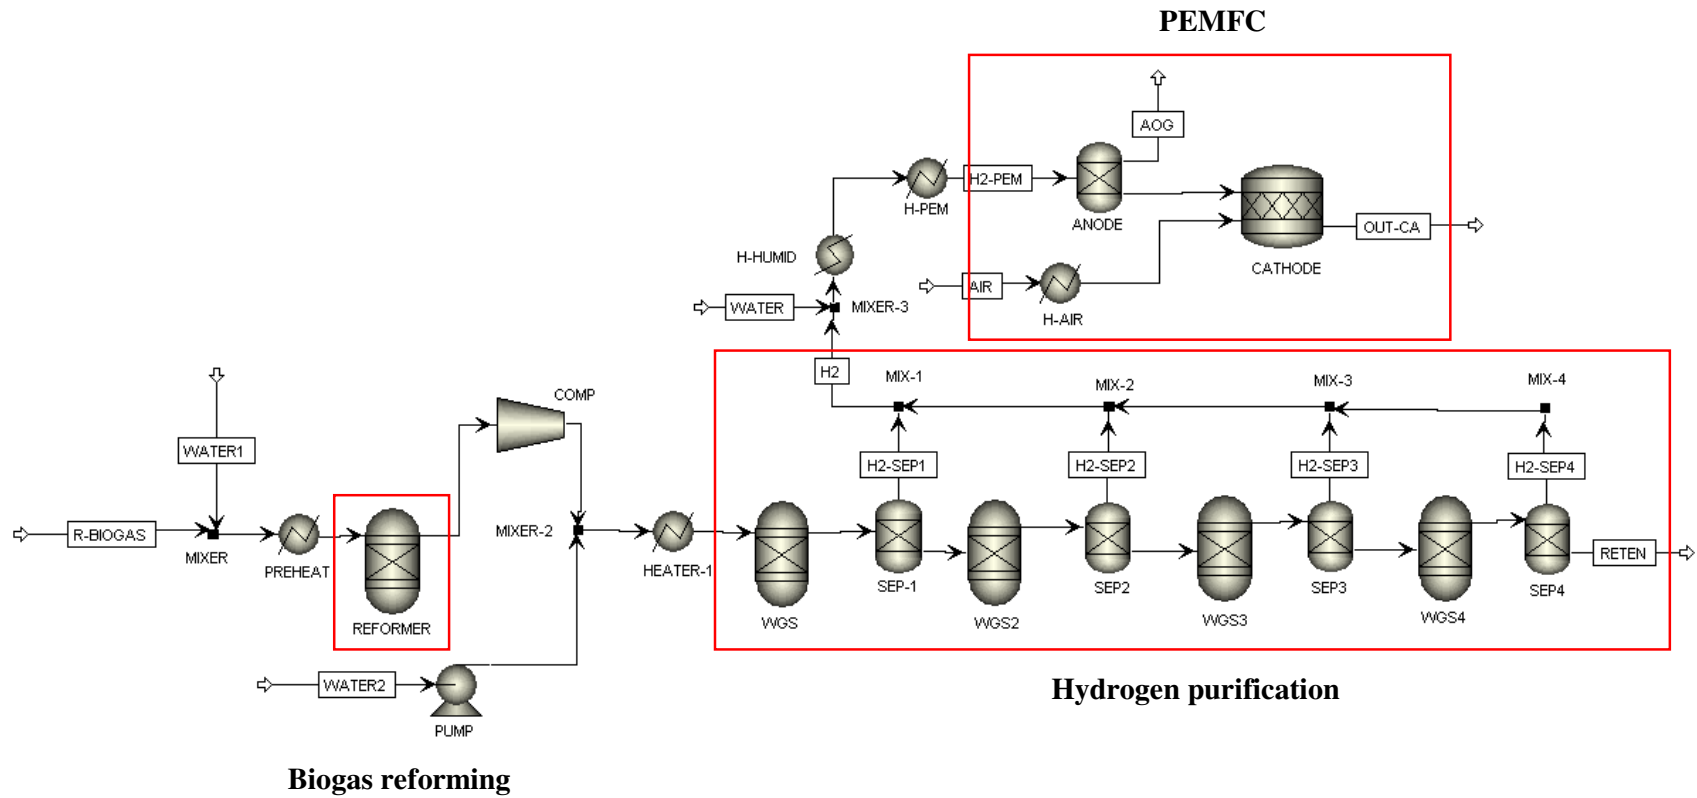 PEMFC
AOG
H2-PEM
H-PEM
ANODE
OUT-CA
CATHODE
H-HUMID
AIR
H-AIR
WATER
MIXER-3
H2
MIX-1
MIX-2
MIX-3
MIX-4
COMP
WATER1
H2-SEP1
H2-SEP2
H2-SEP3
H2-SEP4
R-BIOGAS
MIXER
PREHEAT
REFORMER
MIXER-2
HEATER-1
WGS
SEP-1
WGS2
SEP2
WGS3
SEP3
WGS4
SEP4
RETEN
WATER2
PUMP
Hydrogen purification
Biogas reforming